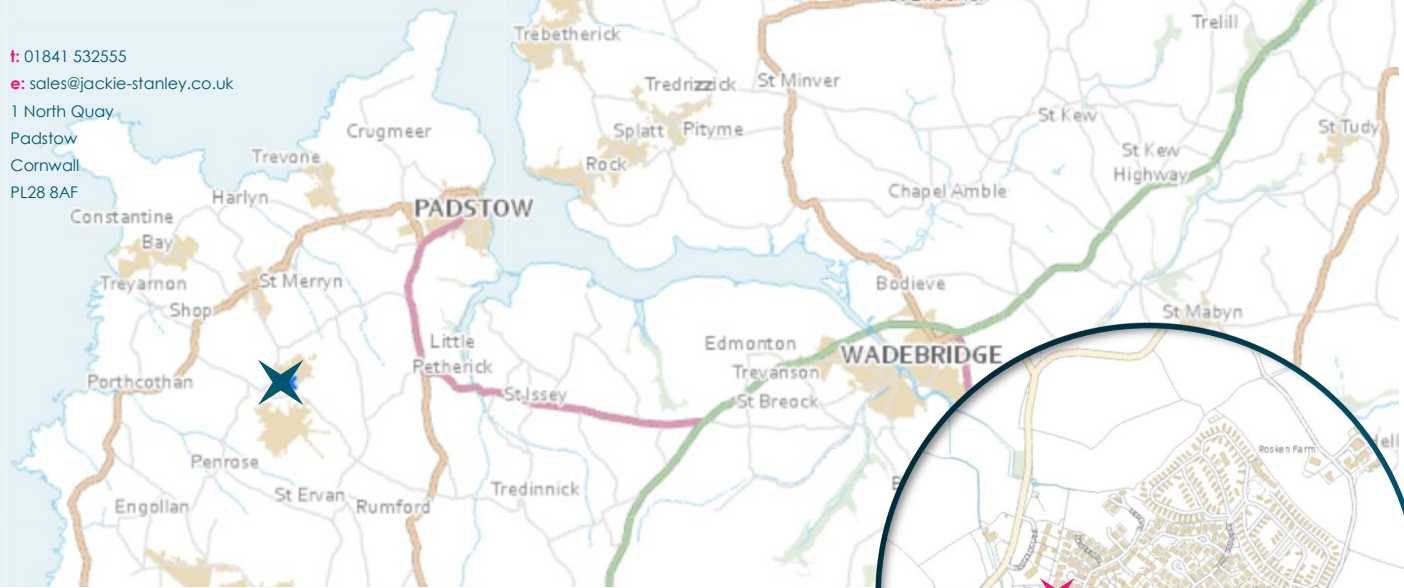 t: 01841 532555
e: sales@jackie-stanley.co.uk
1 North Quay
Padstow
Cornwall
PL28 8AF
Trebetherick
Trelill
Tredrizzick
St Minver
St Kew
Crugmeer
Splatt
Pityme
St Tudy
Trevone
Rock
St Kew
Highway
Harlyn
Chapel Amble
PADSTOW
Constantine
Bay
Treyarnon
St Merryn
Bodieve
Shop
St Mabyn
Little
Petherick
Edmonton
WADEBRIDGE
Trevanson
Porthcothan
St Issey
St Breock
Rosken Farm
Penrose
St Ervan
Tredinnick
Engollan
Rumford